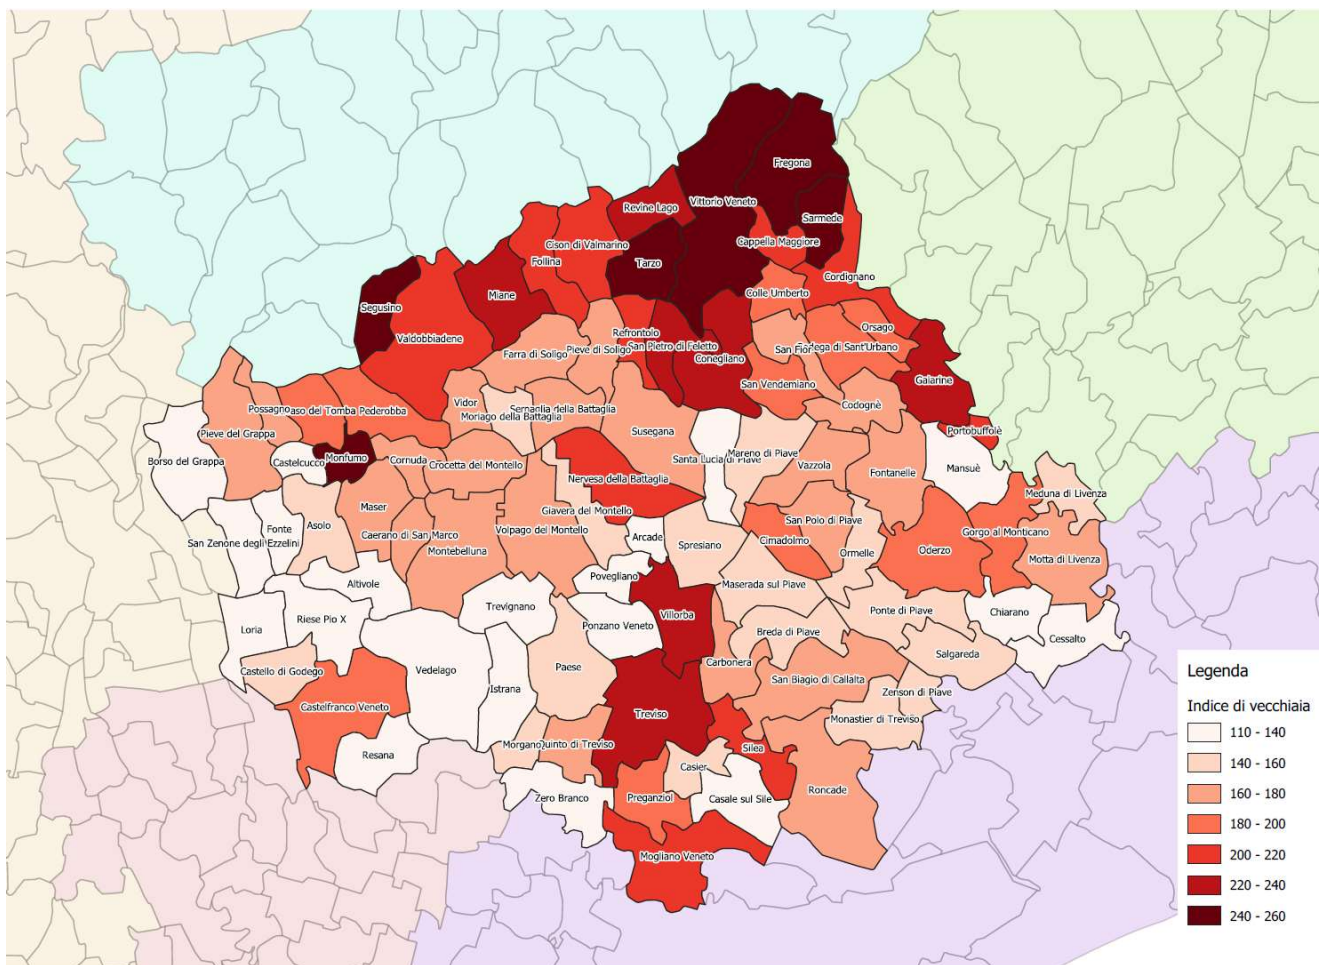 Fregona
Vittorio Veneto
Revine Lago
Sarmede
Cison di Valmarino
Cappella Maggiore
Follina
Tarzo
Cordignano
Segusino
Miane
Colle Umberto
Valdobbiadene
Refrontolo
Orsago
Farra di Soligo
Pieve di Soligo
San Pietro di Feletto
San Fior
Godega di Sant'Urbano
Conegliano
San Vendemiano
Gaiarine
Possagno
Pederobba
Vidor
Sernaglia della Battaglia
Moriago della Battaglia
Codognè
Susegana
Portobuffolè
Pieve del Grappa
Borso del Grappa
Castelcucco
Monfumo
Cornuda
Crocetta del Montello
Santa Lucia di Piave
Mareno di Piave
Vazzola
Fontanelle
Mansuè
Nervesa della Battaglia
Meduna di Livenza
Maser
Giavera del Montello
San Polo di Piave
Fonte
Asolo
Caerano di San Marco
Volpago del Montello
Gorgo al Monticano
San Zenone degli Ezzelini
Montebelluna
Arcade
Spresiano
Cimadolmo
Ormelle
Oderzo
Motta di Livenza
Povegliano
Altivole
Maserada sul Piave
Trevignano
Ponte di Piave
Chiarano
Riese Pio X
Villorba
Loria
Ponzano Veneto
Breda di Piave
Cessalto
Castello di Godego
Vedelago
Paese
Carbonera
Salgareda
San Biagio di Callalta
Istrana
Zenson di Piave
Castelfranco Veneto
Treviso
Monastier di Treviso
Morgano
Quinto di Treviso
Silea
Resana
Casier
Roncade
Zero Branco
Preganziol
Casale sul Sile
Mogliano Veneto
Legenda
Indice di vecchiaia
110 - 140
140 - 160
160 - 180
180 - 200
200 - 220
220 - 240
240 - 260